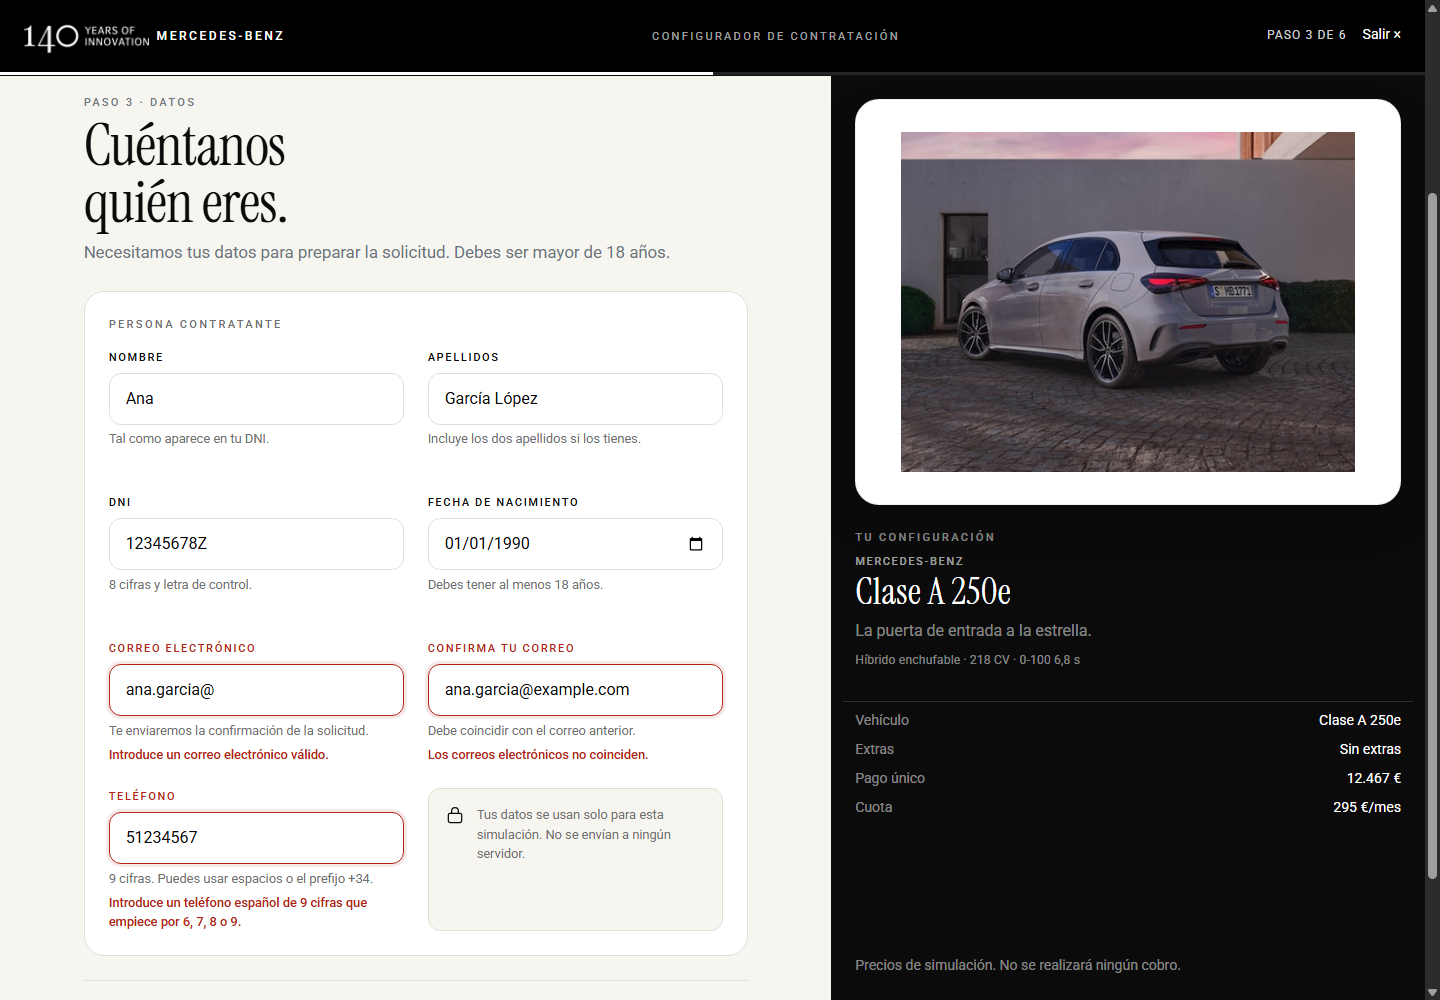 140 YEARS OF INNOVATION MERCEDES-BENZ
CONFIGURADOR DE CONTRATACIÓN
PASO 3 DE 6 Salir ×
PASO 3 · DATOS
Cuéntanos
quién eres.
Necesitamos tus datos para preparar la solicitud. Debes ser mayor de 18 años.
PERSONA CONTRATANTE
NOMBRE
Ana
Tal como aparece en tu DNI.
APELLIDOS
García López
Incluye los dos apellidos si los tienes.
DNI
12345678Z
8 cifras y letra de control.
FECHA DE NACIMIENTO
01/01/1990
Debes tener al menos 18 años.
CORREO ELECTRÓNICO
ana.garcia@
Te enviaremos la confirmación de la solicitud.
Introduce un correo electrónico válido.
CONFIRMA TU CORREO
ana.garcia@example.com
Debe coincidir con el correo anterior.
Los correos electrónicos no coinciden.
TELÉFONO
51234567
9 cifras. Puedes usar espacios o el prefijo +34.
Introduce un teléfono español de 9 cifras que
empiece por 6, 7, 8 o 9.
Tus datos se usan solo para esta
simulación. No se envían a ningún
servidor.
TU CONFIGURACIÓN
MERCEDES-BENZ
Clase A 250e
La puerta de entrada a la estrella.
Híbrido enchufable · 218 CV · 0-100 6,8 s
Vehículo Clase A 250e
Extras Sin extras
Pago único 12.467 €
Cuota 295 €/mes
Precios de simulación. No se realizará ningún cobro.